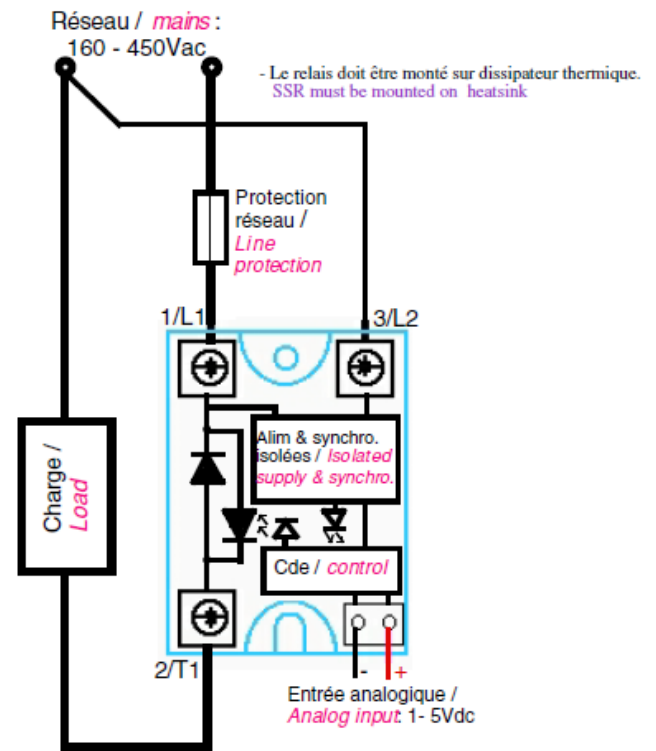 Réseau / mains :
160 - 450Vac
- Le relais doit être monté sur dissipateur thermique.
SSR must be mounted on heatsink
Protection
réseau /
Line
protection
1/L1
3/L2
Alim & synchro.
isolées / Isolated
supply & synchro.
Charge /
Load
Cde / control
2/T1
- +
Entrée analogique /
Analog input: 1- 5Vdc